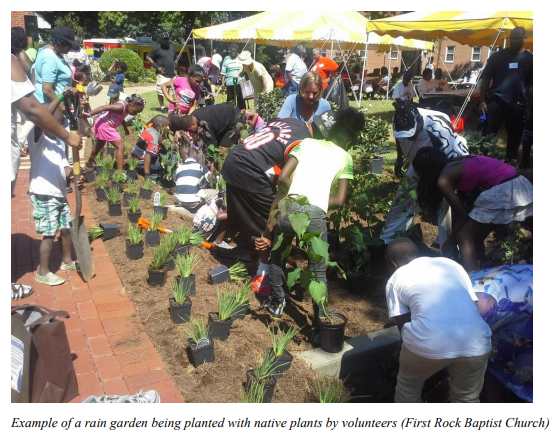 Example of a rain garden being planted with native plants by volunteers (First Rock Baptist Church)